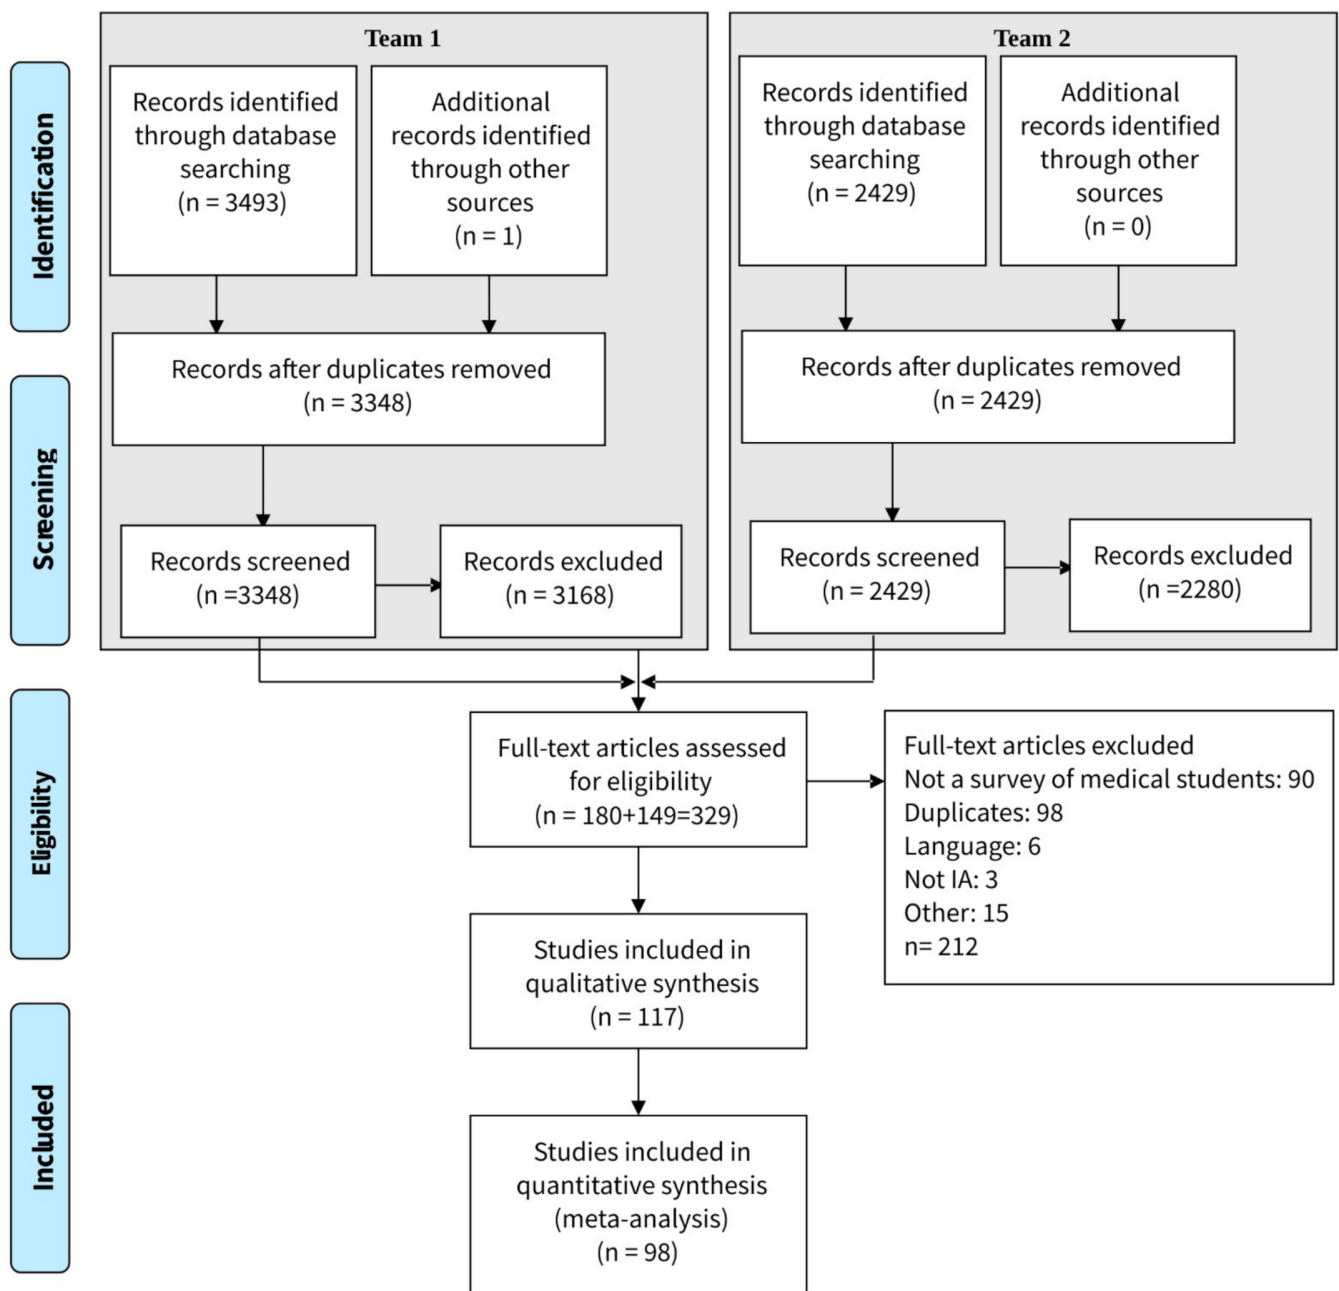 Team 1
Records identified
through database
searching
(n = 3493)
Additional
records identified
through other
sources
(n = 1)
Records after duplicates removed
(n = 3348)
Records screened
(n =3348)
Records excluded
(n = 3168)
Team 2
Records identified
through database
searching
(n = 2429)
Additional
records identified
through other
sources
(n = 0)
Records after duplicates removed
(n = 2429)
Records screened
(n = 2429)
Records excluded
(n =2280)
Identification
Screening
Eligibility
Included
Full-text articles assessed
for eligibility
(n = 180+149=329)
Full-text articles excluded
Not a survey of medical students: 90
Duplicates: 98
Language: 6
Not IA: 3
Other: 15
n= 212
Studies included in
qualitative synthesis
(n = 117)
Studies included in
quantitative synthesis
(meta-analysis)
(n = 98)